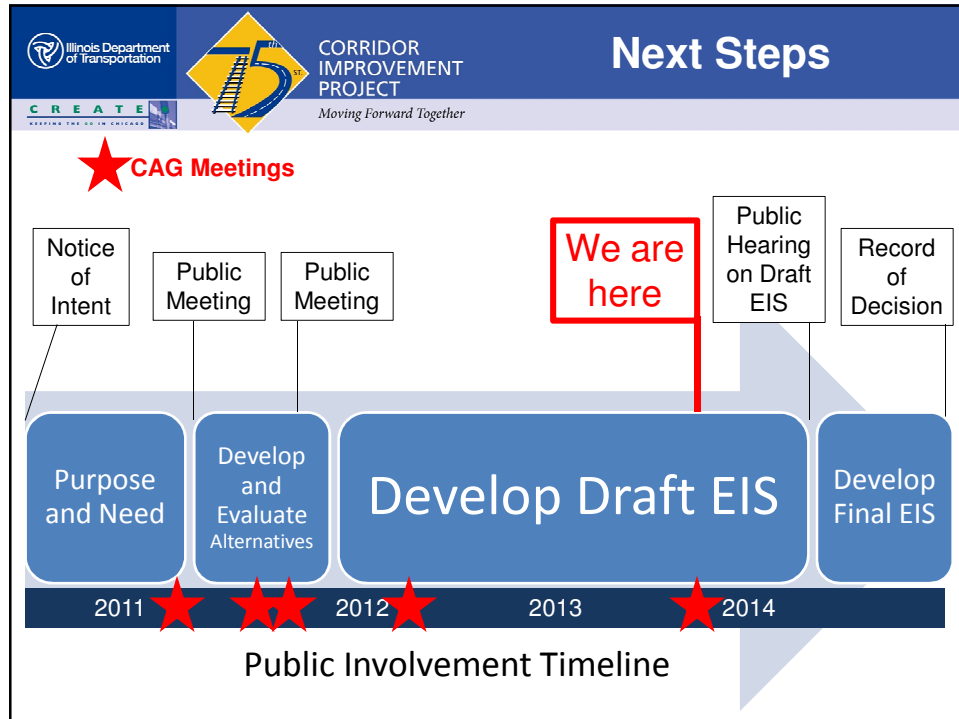 Illinois Department
of Transportation
75th
ST.
CORRIDOR
IMPROVEMENT
PROJECT
Moving Forward Together
Next Steps
CREATE
KEEPING THE GO IN CHICAGO
CAG Meetings
Notice
of
Intent
Public
Meeting
Public
Meeting
We are
here
Public
Hearing
on Draft
EIS
Record
of
Decision
Purpose
and Need
Develop
and
Evaluate
Alternatives
Develop Draft EIS
Develop
Final EIS
2011
2012
2013
2014
Public Involvement Timeline